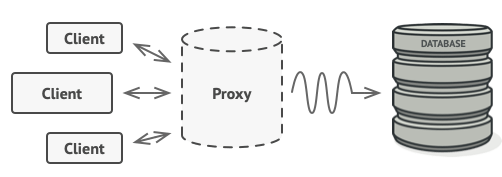 Client
Client
Proxy
DATABASE
Client